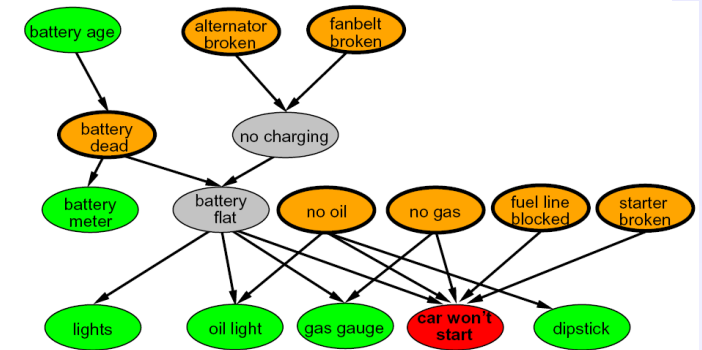 battery age
alternator
broken
fanbelt
broken
battery
dead
no charging
battery
meter
battery
flat
no oil
no gas
fuel line
blocked
starter
broken
lights
oil light
gas gauge
car won't
start
dipstick